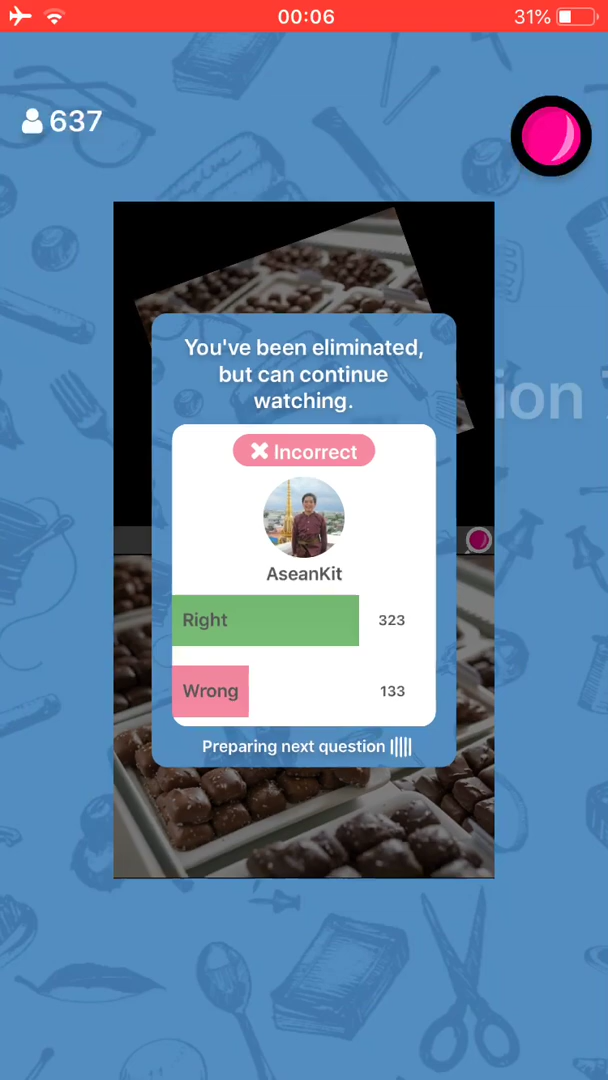 00:06
31%
637
You've been eliminated,
but can continue
watching.
ion
Incorrect
AseanKit
Right 323
Wrong 133
Preparing next question